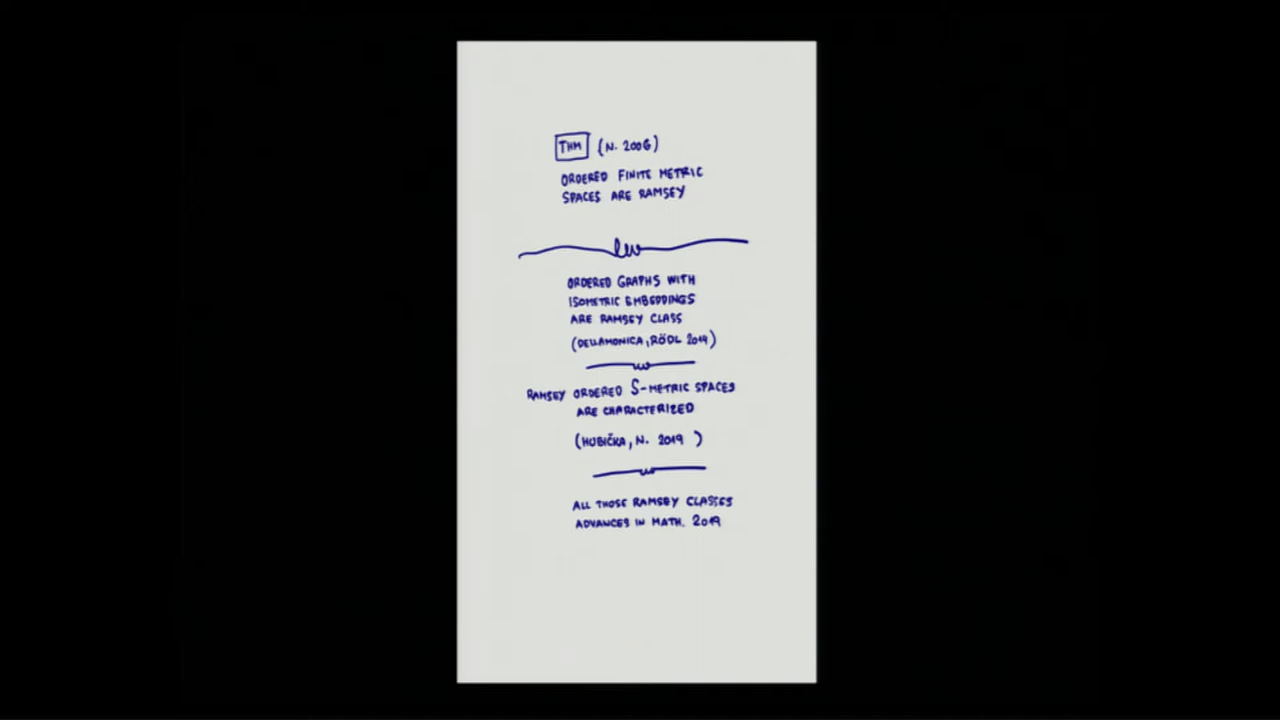 THM (N. 2006)
ORDERED FINITE METRIC
SPACES ARE RAMSEY
ORDERED GRAPHS WITH
ISOMETRIC EMBEDDINGS
ARE RAMSEY CLASS
(DELLAMONICA, RÖDL 2014)
RAMSEY ORDERED S-METRIC SPACES
ARE CHARACTERIZED
(HUBIČKA, N. 2019 )
ALL THOSE RAMSEY CLASSES
ADVANCES IN MATH. 2019